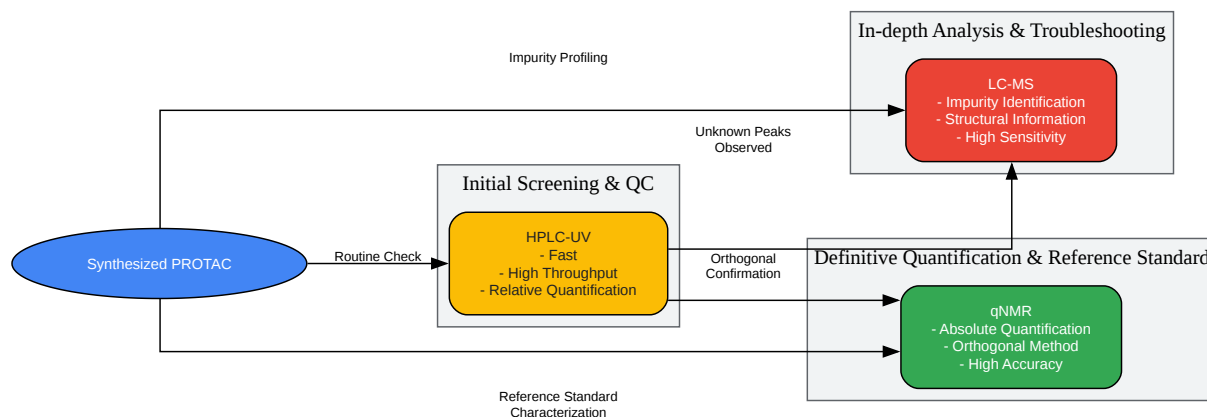 In-depth Analysis & Troubleshooting
Impurity Profiling
LC-MS
- Impurity Identification
- Structural Information
- High Sensitivity
Unknown Peaks
Observed
Initial Screening & QC
Synthesized PROTAC
Routine Check
HPLC-UV
- Fast
- High Throughput
- Relative Quantification
Orthogonal
Confirmation
Definitive Quantification & Reference Standard
qNMR
- Absolute Quantification
- Orthogonal Method
- High Accuracy
Reference Standard
Characterization